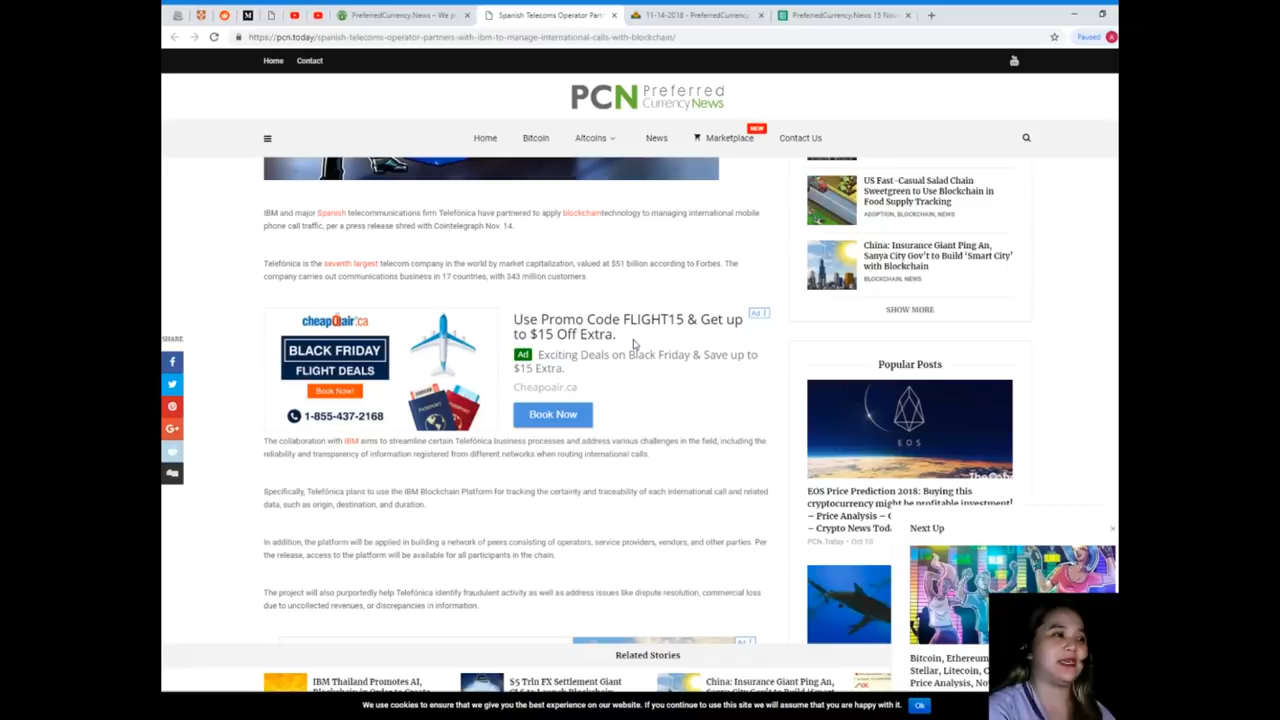 PreferredCurrency.News – We p
Spanish Telecoms Operator Part
11-14-2018 - PreferredCurrency
PreferredCurrency.News 15 Nov
https://pcn.today/spanish-telecoms-operator-partners-with-ibm-to-manage-international-calls-with-blockchain/
Paused
A
Home Contact
PCN Preferred
Currency News
Home Bitcoin Altcoins News Marketplace NEW Contact Us
IBM and major Spanish telecommunications firm Telefónica have partnered to apply blockchaintechnology to managing international mobile
phone call traffic, per a press release shred with Cointelegraph Nov. 14.
Telefónica is the seventh largest telecom company in the world by market capitalization, valued at $51 billion according to Forbes. The
company carries out communications business in 17 countries, with 343 million customers.
cheapOair.ca
BLACK FRIDAY
FLIGHT DEALS
Book Now!
1-855-437-2168
PASSPORT
Use Promo Code FLIGHT15 & Get up
to $15 Off Extra.
Ad
Ad Exciting Deals on Black Friday & Save up to
$15 Extra.
Cheapoair.ca
Book Now
SHARE
The collaboration with IBM aims to streamline certain Telefónica business processes and address various challenges in the field, including the
reliability and transparency of information registered from different networks when routing international calls.
Specifically, Telefónica plans to use the IBM Blockchain Platform for tracking the certainty and traceability of each international call and related
data, such as origin, destination, and duration.
In addition, the platform will be applied in building a network of peers consisting of operators, service providers, vendors, and other parties. Per
the release, access to the platform will be available for all participants in the chain.
The project will also purportedly help Telefónica identify fraudulent activity as well as address issues like dispute resolution, commercial loss
due to uncollected revenues, or discrepancies in information.
Ad
US Fast-Casual Salad Chain
Sweetgreen to Use Blockchain in
Food Supply Tracking
ADOPTION, BLOCKCHAIN, NEWS
China: Insurance Giant Ping An,
Sanya City Gov't to Build 'Smart City'
with Blockchain
BLOCKCHAIN, NEWS
SHOW MORE
Popular Posts
EOS
EOS Price Prediction 2018: Buying this
cryptocurrency might be profitable investment!
– Price Analysis –
– Crypto News Tod
PCN.Today - Oct 10
Next Up
Bitcoin, Ethereum
Stellar, Litecoin,
Price Analysis, No
Related Stories
IBM Thailand Promotes AI,
Blockchain in Order to Create
$5 Trln FX Settlement Giant
CLS to Launch Blockchain
China: Insurance Giant Ping An,
Sanya City Gov't to Build 'Smart
We use cookies to ensure that we give you the best experience on our website. If you continue to use this site we will assume that you are happy with it.
Ok